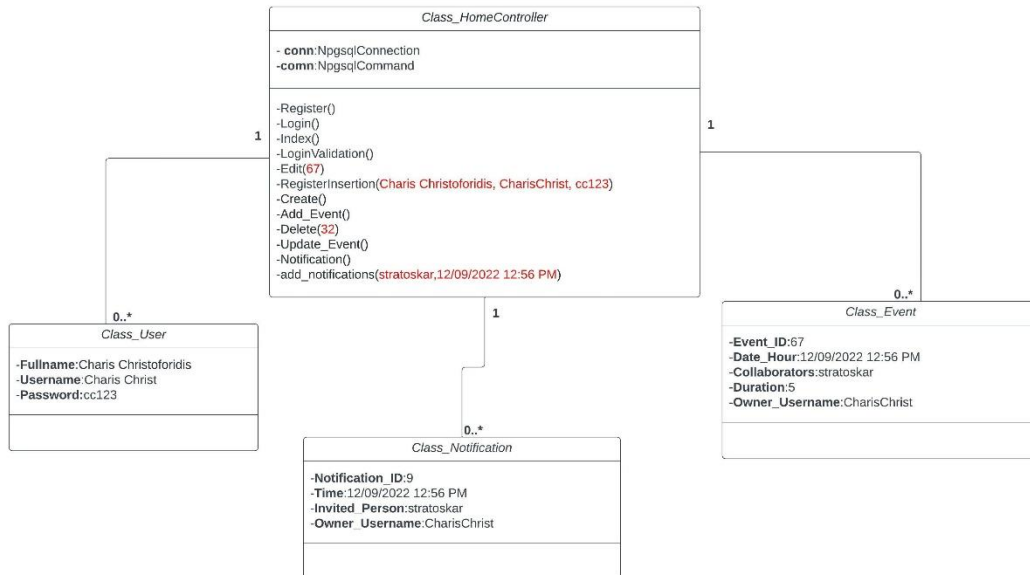 Class_HomeController
- conn:NpgsqlConnection
-comn:NpgsqlCommand
-Register()
-Login()
-Index()
-LoginValidation()
-Edit(67)
-RegisterInsertion(Charis Christoforidis, CharisChrist, cc123)
-Create()
-Add_Event()
-Delete(32)
-Update_Event()
-Notification()
-add_notifications(stratoskar,12/09/2022 12:56 PM)
1
1
1
0..*
Class_User
-Fullname:Charis Christoforidis
-Username:Charis Christ
-Password:cc123
0..*
Class_Notification
-Notification_ID:9
-Time:12/09/2022 12:56 PM
-Invited_Person:stratoskar
-Owner_Username:CharisChrist
0..*
Class_Event
-Event_ID:67
-Date_Hour:12/09/2022 12:56 PM
-Collaborators:stratoskar
-Duration:5
-Owner_Username:CharisChrist